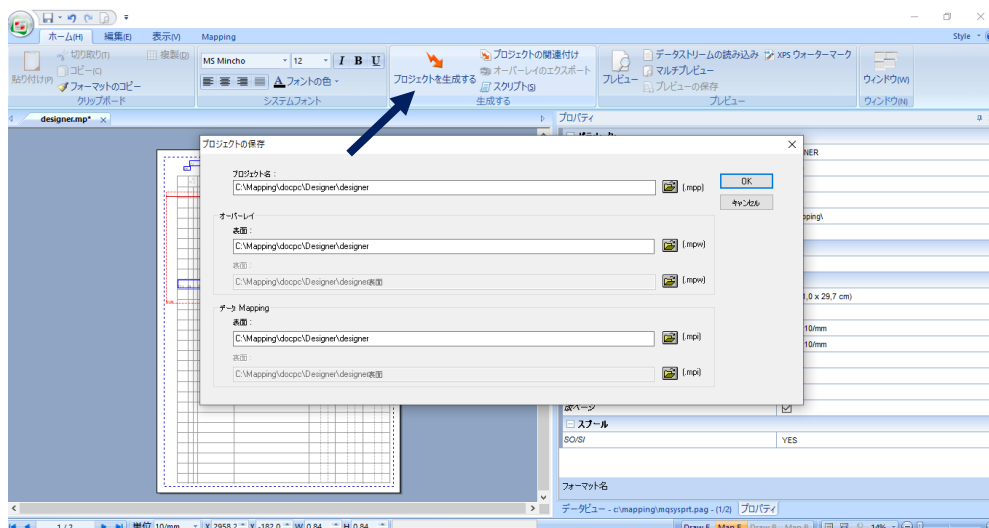 ホーム(H) 編集(E) 表示(V) Mapping Style
切り取り(T) 複製(D)
貼り付け(P) コピー(C)
フォーマットのコピー
クリップボード
MS Mincho 12 I B U
A フォントの色
システムフォント
プロジェクトを生成する
プロジェクトの関連付け
オーバーレイのエクスポート
スクリプト(S)
生成する
プレビュー
データストリームの読み込み XPS ウォーターマーク
マルチプレビュー
プレビューの保存
プレビュー
ウィンドウ(W)
ウィンドウ(N)
designer.mp*
プロパティ
プロジェクトの保存
プロジェクト名 :
C:\Mapping\docpc\Designer\designer (.mpp)
OK
キャンセル
オーバーレイ
表面 :
C:\Mapping\docpc\Designer\designer (.mpw)
表面 :
C:\Mapping\docpc\Designer\designer表面 (.mpw)
データ Mapping
表面 :
C:\Mapping\docpc\Designer\designer (.mpi)
表面 :
C:\Mapping\docpc\Designer\designer表面 (.mpi)
NER
pping\
1,0 x 29,7 cm)
10/mm
10/mm
スプール
SO/SI YES
フォーマット名
データビュー - c:\mapping\mqsysprt.pag - (1/2) プロパティ
1/2 単位 10/mm X 2958,2 Y -182,0 W 0,84 H 0,84
Draw F Map F Draw B Map B 14%